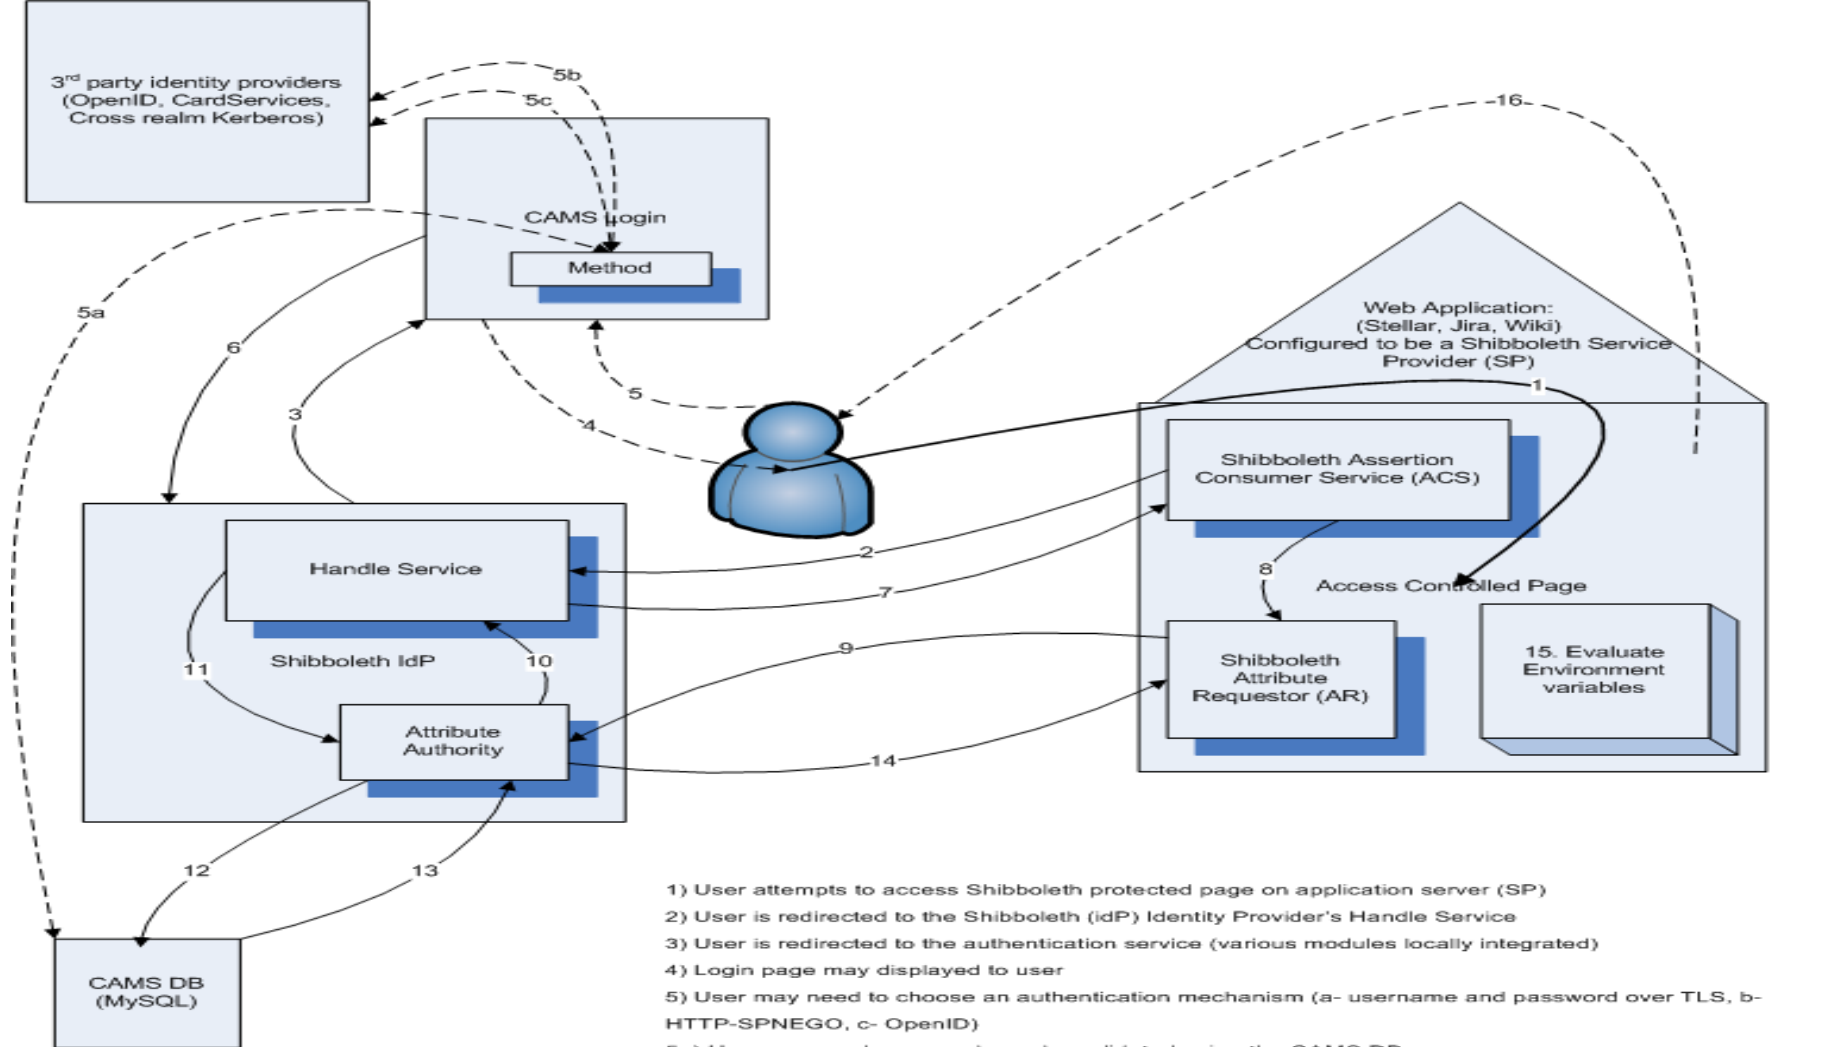 3rd party identity providers
(OpenID, CardServices,
Cross realm Kerberos)
5b
5c
16
CAMS Login
Method
5a
6
3
5
4
Web Application:
(Stellar, Jira, Wiki)
Configured to be a Shibboleth Service
Provider (SP)
1
Shibboleth Assertion
Consumer Service (ACS)
2
7
8
Handle Service
Access Controlled Page
11
Shibboleth IdP
10
9
Shibboleth
Attribute
Requestor (AR)
15. Evaluate
Environment
variables
Attribute
Authority
14
12
13
CAMS DB
(MySQL)
1) User attempts to access Shibboleth protected page on application server (SP)
2) User is redirected to the Shibboleth (idP) Identity Provider's Handle Service
3) User is redirected to the authentication service (various modules locally integrated)
4) Login page may displayed to user
5) User may need to choose an authentication mechanism (a- username and password over TLS, b-
HTTP-SPNEGO, c- OpenID)